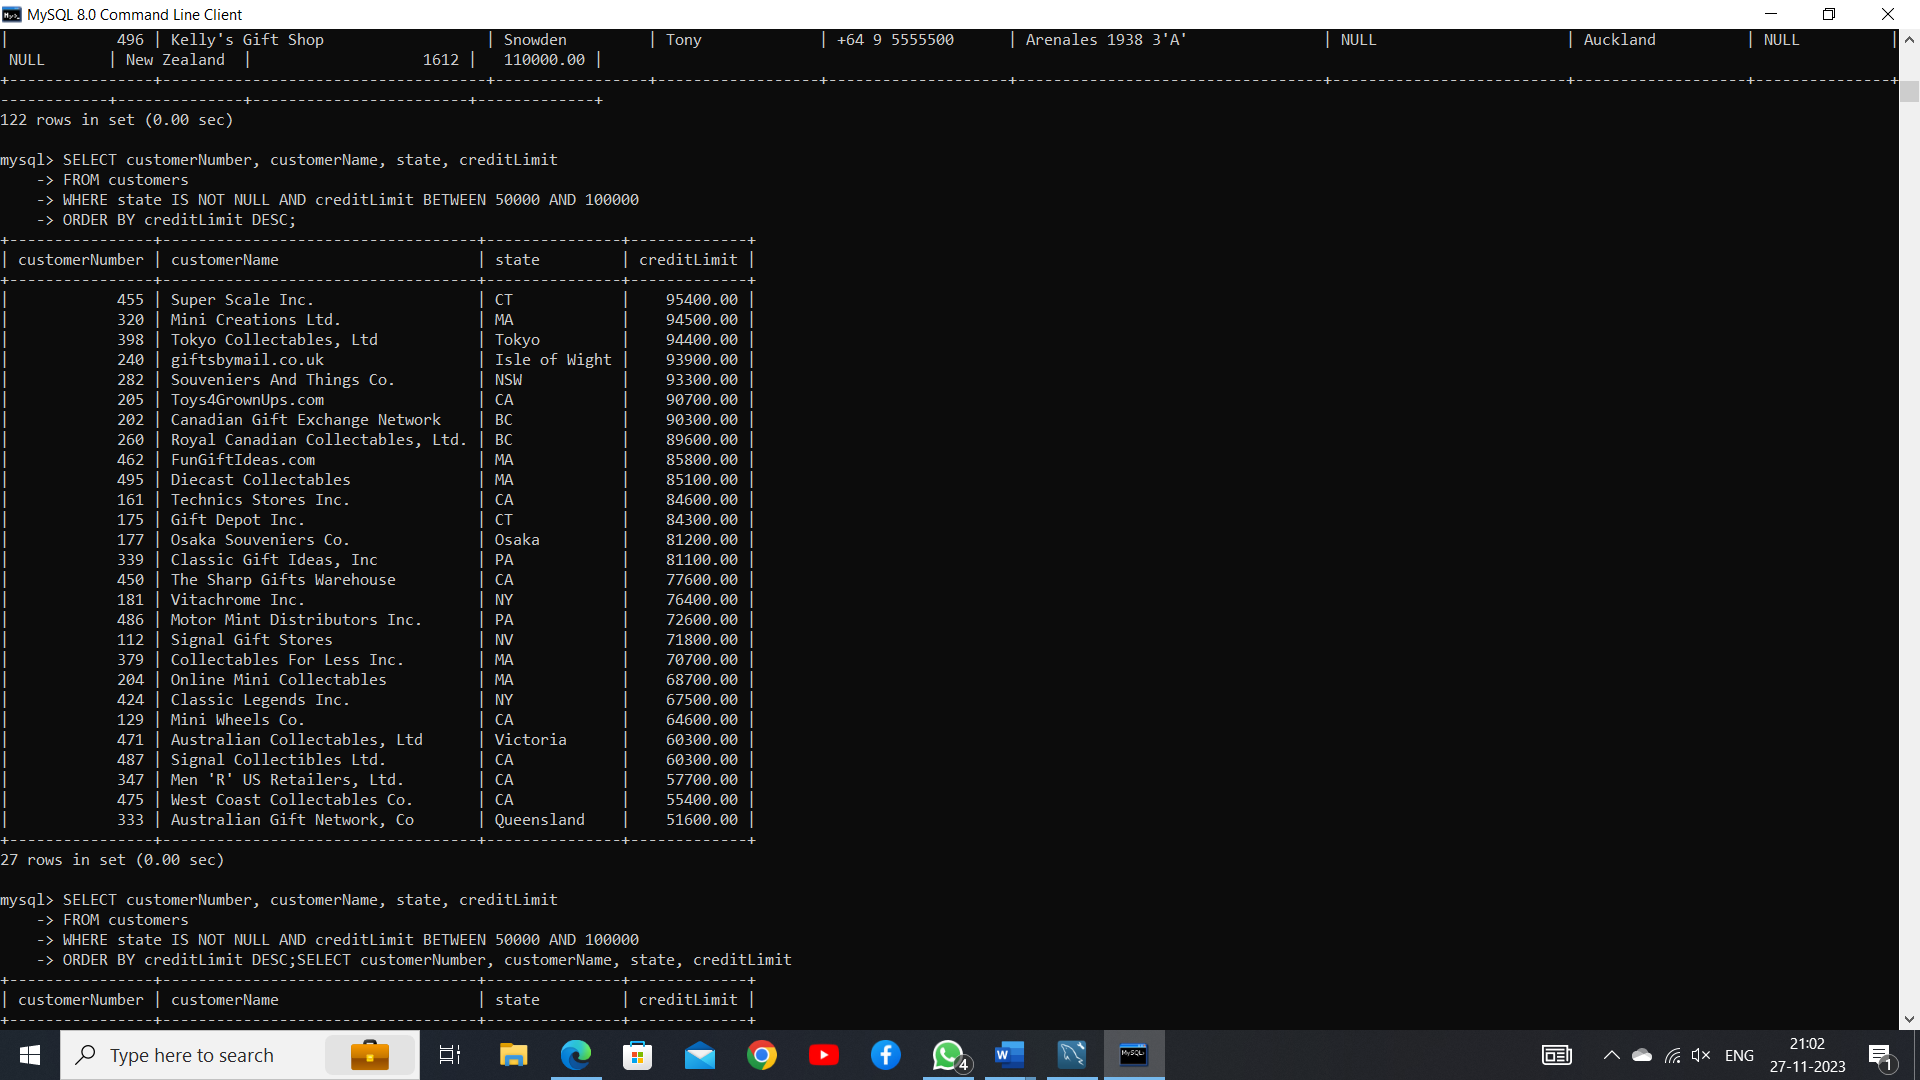 MySQL 8.0 Command Line Client
| 496 | Kelly's Gift Shop | Snowden | Tony | +64 9 5555500 | Arenales 1938 3'A' | NULL | Auckland | NULL |
NULL | New Zealand | 1612 | 110000.00 |
+----------------+------------------------------------+-----------------+------------------+--------------------+----------------------------------+--------------------------+-------------------+---------------+
------------+--------------+------------------------+-------------+
122 rows in set (0.00 sec)
mysql> SELECT customerNumber, customerName, state, creditLimit
-> FROM customers
-> WHERE state IS NOT NULL AND creditLimit BETWEEN 50000 AND 100000
-> ORDER BY creditLimit DESC;
+----------------+-----------------------------------+---------------+-------------+
| customerNumber | customerName | state | creditLimit |
+----------------+-----------------------------------+---------------+-------------+
| 455 | Super Scale Inc. | CT | 95400.00 |
| 320 | Mini Creations Ltd. | MA | 94500.00 |
| 398 | Tokyo Collectables, Ltd | Tokyo | 94400.00 |
| 240 | giftsbymail.co.uk | Isle of Wight | 93900.00 |
| 282 | Souveniers And Things Co. | NSW | 93300.00 |
| 205 | Toys4GrownUps.com | CA | 90700.00 |
| 202 | Canadian Gift Exchange Network | BC | 90300.00 |
| 260 | Royal Canadian Collectables, Ltd. | BC | 89600.00 |
| 462 | FunGiftIdeas.com | MA | 85800.00 |
| 495 | Diecast Collectables | MA | 85100.00 |
| 161 | Technics Stores Inc. | CA | 84600.00 |
| 175 | Gift Depot Inc. | CT | 84300.00 |
| 177 | Osaka Souveniers Co. | Osaka | 81200.00 |
| 339 | Classic Gift Ideas, Inc | PA | 81100.00 |
| 450 | The Sharp Gifts Warehouse | CA | 77600.00 |
| 181 | Vitachrome Inc. | NY | 76400.00 |
| 486 | Motor Mint Distributors Inc. | PA | 72600.00 |
| 112 | Signal Gift Stores | NV | 71800.00 |
| 379 | Collectables For Less Inc. | MA | 70700.00 |
| 204 | Online Mini Collectables | MA | 68700.00 |
| 424 | Classic Legends Inc. | NY | 67500.00 |
| 129 | Mini Wheels Co. | CA | 64600.00 |
| 471 | Australian Collectables, Ltd | Victoria | 60300.00 |
| 487 | Signal Collectibles Ltd. | CA | 60300.00 |
| 347 | Men 'R' US Retailers, Ltd. | CA | 57700.00 |
| 475 | West Coast Collectables Co. | CA | 55400.00 |
| 333 | Australian Gift Network, Co | Queensland | 51600.00 |
+----------------+-----------------------------------+---------------+-------------+
27 rows in set (0.00 sec)
mysql> SELECT customerNumber, customerName, state, creditLimit
-> FROM customers
-> WHERE state IS NOT NULL AND creditLimit BETWEEN 50000 AND 100000
-> ORDER BY creditLimit DESC;SELECT customerNumber, customerName, state, creditLimit
+----------------+-----------------------------------+---------------+-------------+
| customerNumber | customerName | state | creditLimit |
+----------------+-----------------------------------+---------------+-------------+
Type here to search
4
W
MySQL
ENG
21:02
27-11-2023
1